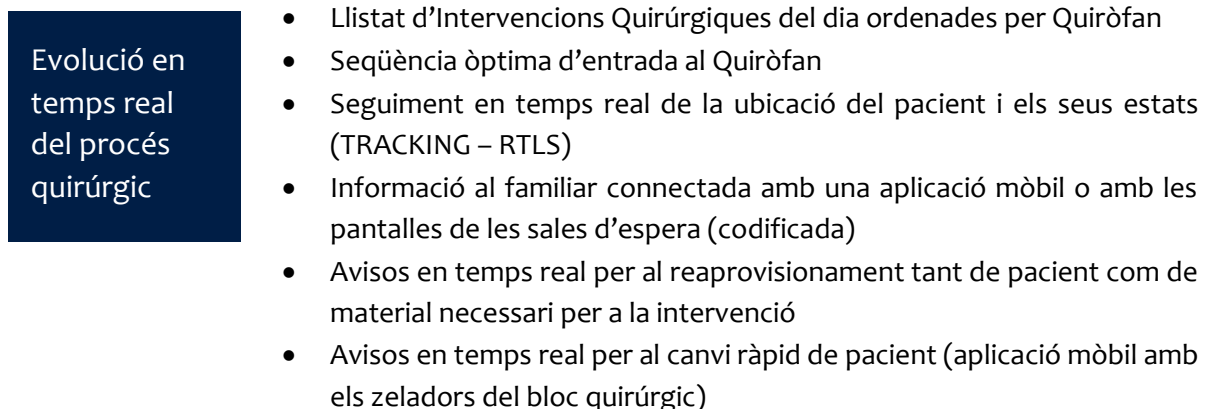 Evolució en
temps real
del procés
quirúrgic
• Llistat d’Intervencions Quirúrgiques del dia ordenades per Quiròfan
• Seqüència òptima d’entrada al Quiròfan
• Seguiment en temps real de la ubicació del pacient i els seus estats
(TRACKING – RTLS)
• Informació al familiar connectada amb una aplicació mòbil o amb les
pantalles de les sales d’espera (codificada)
• Avisos en temps real per al reaprovisionament tant de pacient com de
material necessari per a la intervenció
• Avisos en temps real per al canvi ràpid de pacient (aplicació mòbil amb
els zeladors del bloc quirúrgic)